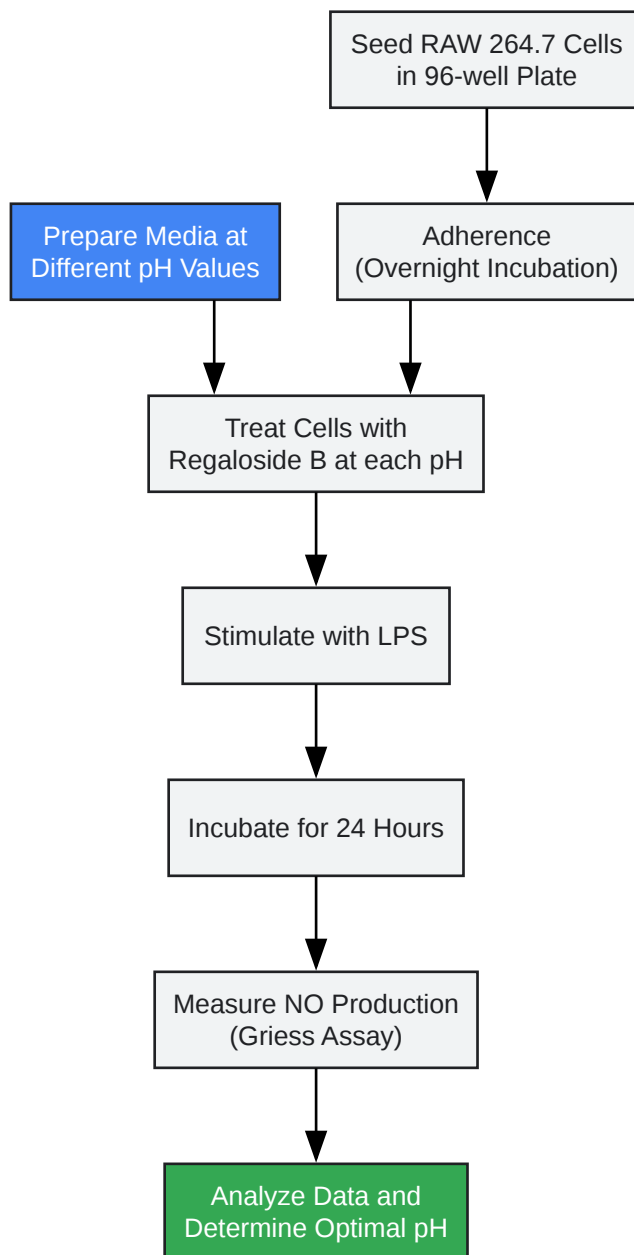 Seed RAW 264.7 Cells
in 96-well Plate
Prepare Media at
Different pH Values
Adherence
(Overnight Incubation)
Treat Cells with
Regaloside B at each pH
Stimulate with LPS
Incubate for 24 Hours
Measure NO Production
(Griess Assay)
Analyze Data and
Determine Optimal pH